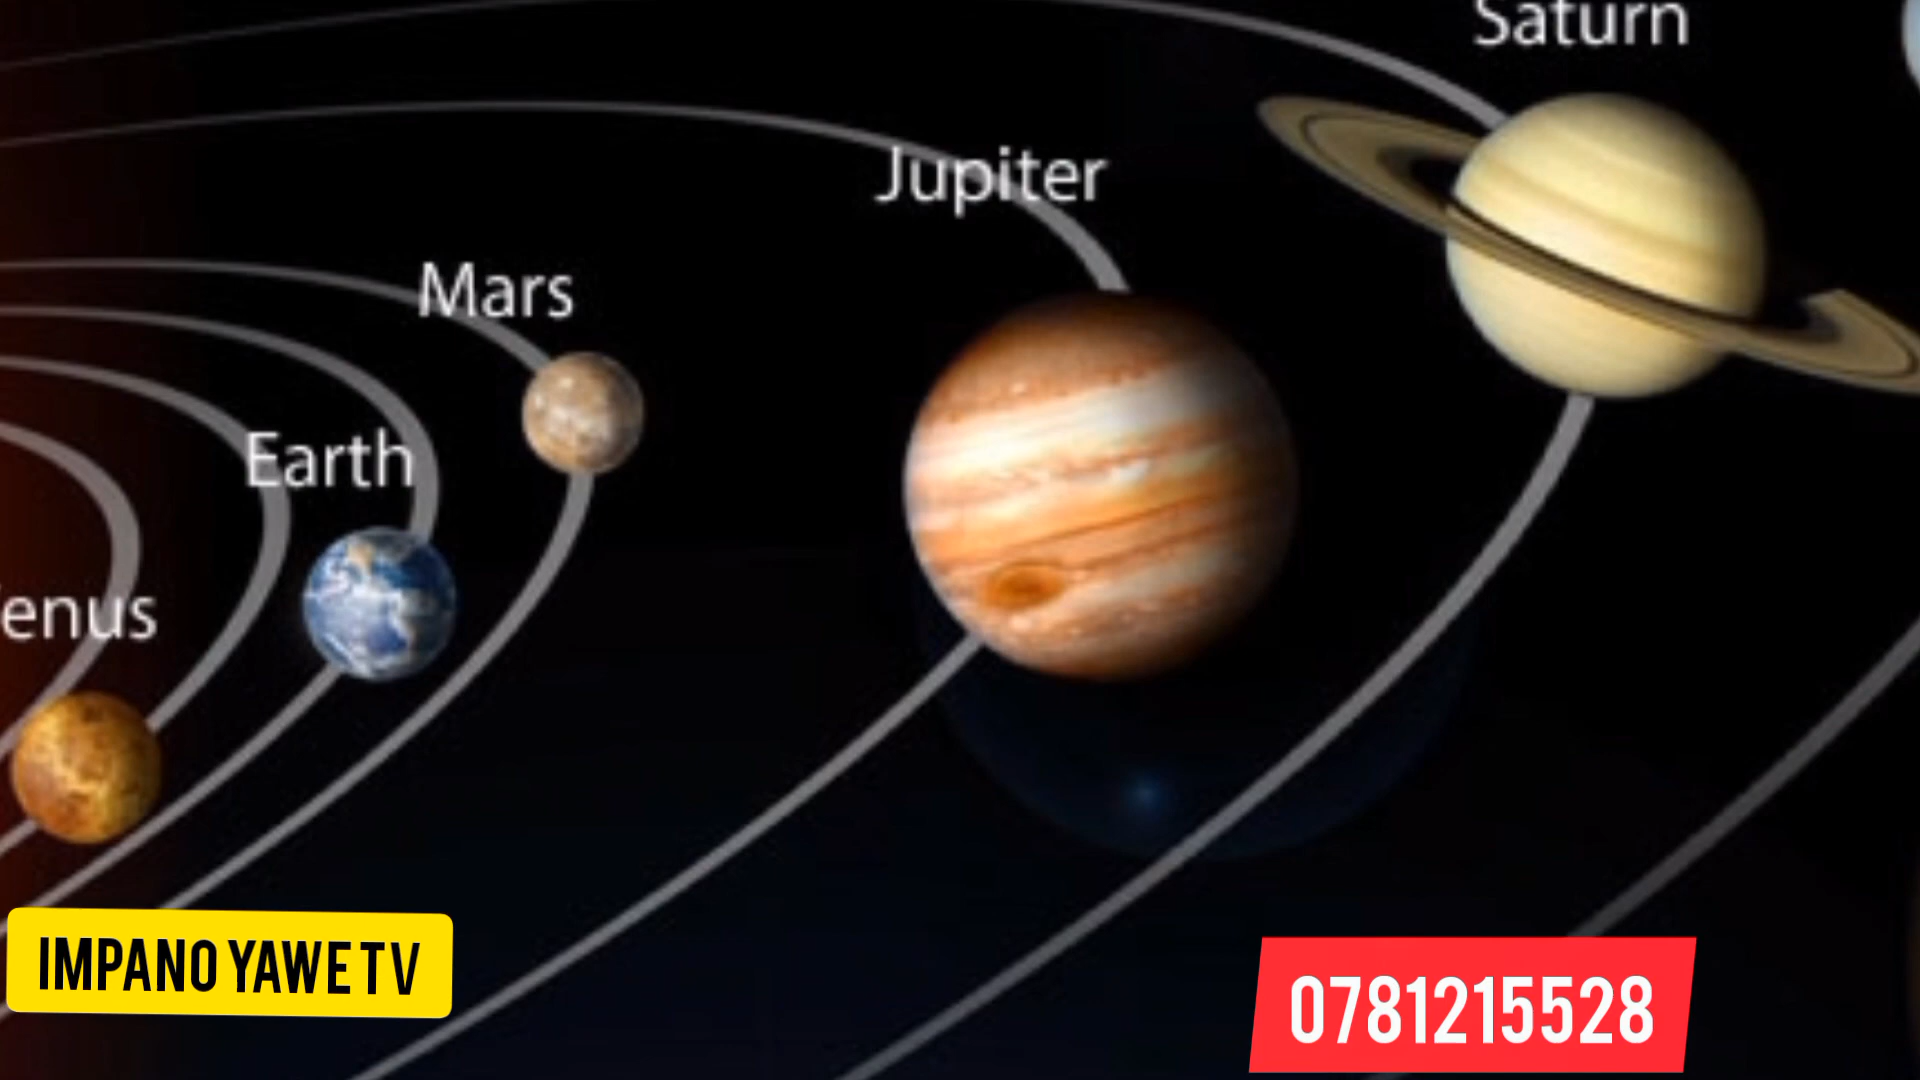 Saturn
Jupiter
Mars
Earth
enus
IMPANO YAWE TV
0781215528